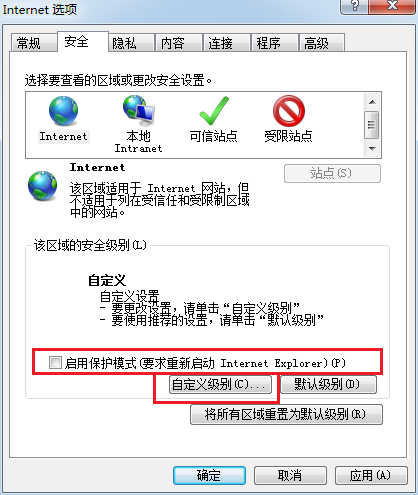 Internet 选项
?
常规 安全 隐私 内容 连接 程序 高级
选择要查看的区域或更改安全设置。
Internet 本地 Intranet 可信站点 受限站点
Internet
站点(S)
该区域适用于 Internet 网站，但
不适用于列在受信任和受限制区域
中的网站。
该区域的安全级别(L)
自定义
自定义设置
- 要更改设置，请单击“自定义级别”
- 要使用推荐的设置，请单击“默认级别”
启用保护模式(要求重新启动 Internet Explorer)(P)
自定义级别(C)... 默认级别(D)
将所有区域重置为默认级别(R)
确定 取消 应用(A)